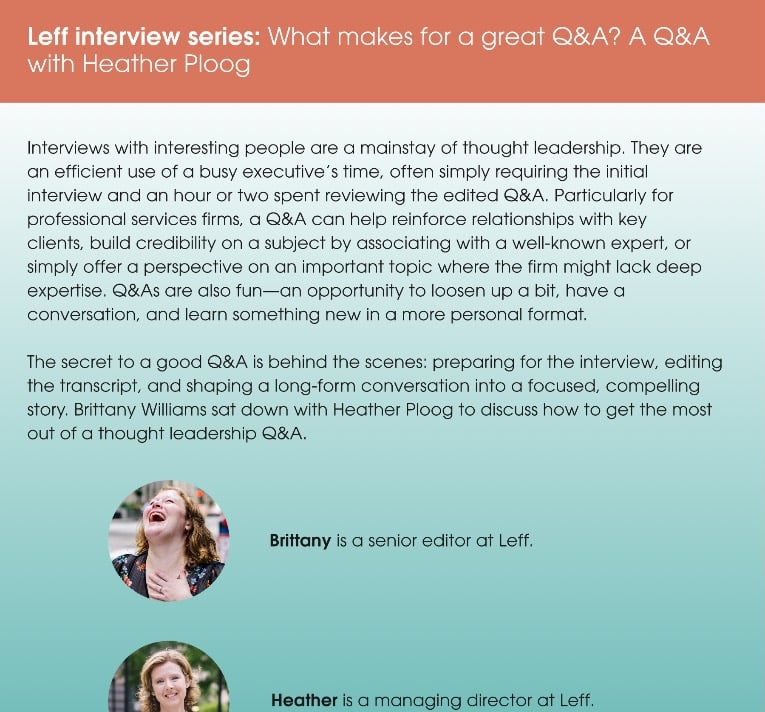 Leff interview series: What makes for a great Q&A? A Q&A
with Heather Ploog
Interviews with interesting people are a mainstay of thought leadership. They are
an efficient use of a busy executive’s time, often simply requiring the initial
interview and an hour or two spent reviewing the edited Q&A. Particularly for
professional services firms, a Q&A can help reinforce relationships with key
clients, build credibility on a subject by associating with a well-known expert, or
simply offer a perspective on an important topic where the firm might lack deep
expertise. Q&As are also fun—an opportunity to loosen up a bit, have a
conversation, and learn something new in a more personal format.
The secret to a good Q&A is behind the scenes: preparing for the interview, editing
the transcript, and shaping a long-form conversation into a focused, compelling
story. Brittany Williams sat down with Heather Ploog to discuss how to get the most
out of a thought leadership Q&A.
Brittany is a senior editor at Leff.
Heather is a managing director at Leff.